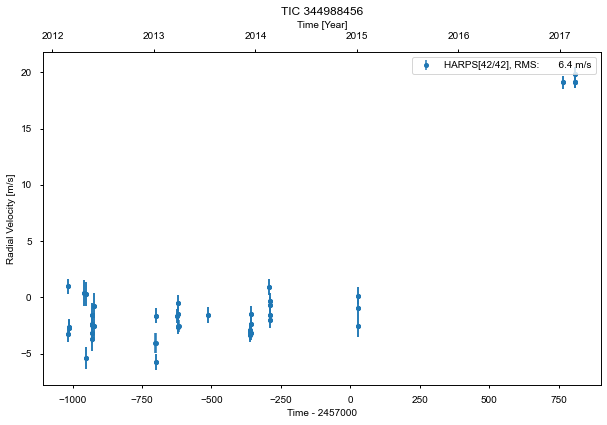 TIC 344988456
Time [Year]
2012 2013 2014 2015 2016 2017
HARPS[42/42], RMS: 6.4 m/s
Radial Velocity [m/s]
20
15
10
5
0
−5
−1000 −750 −500 −250 0 250 500 750
Time - 2457000